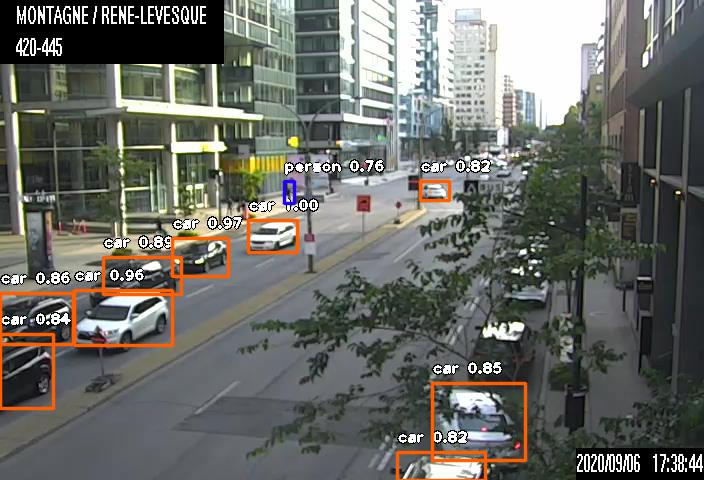 MONTAGNE / RENE-LEVESQUE
420-445
person 0.76
car 0.82
car 1.00
car 0.97
car 0.89
car 0.86
car 0.96
car 0.84
car 0.85
car 0.82
2020/09/06 17:38:44